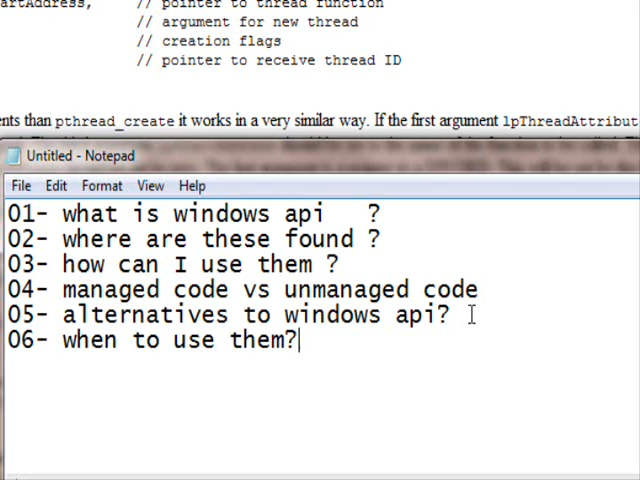 artAddress,     // pointer to thread function
// argument for new thread
// creation flags
// pointer to receive thread ID
ents than pthread_create it works in a very similar way. If the first argument lpThreadAttribut
Untitled - Notepad
File Edit Format View Help
01- what is windows api   ?
02- where are these found ?
03- how can I use them ?
04- managed code vs unmanaged code
05- alternatives to windows api?
06- when to use them?